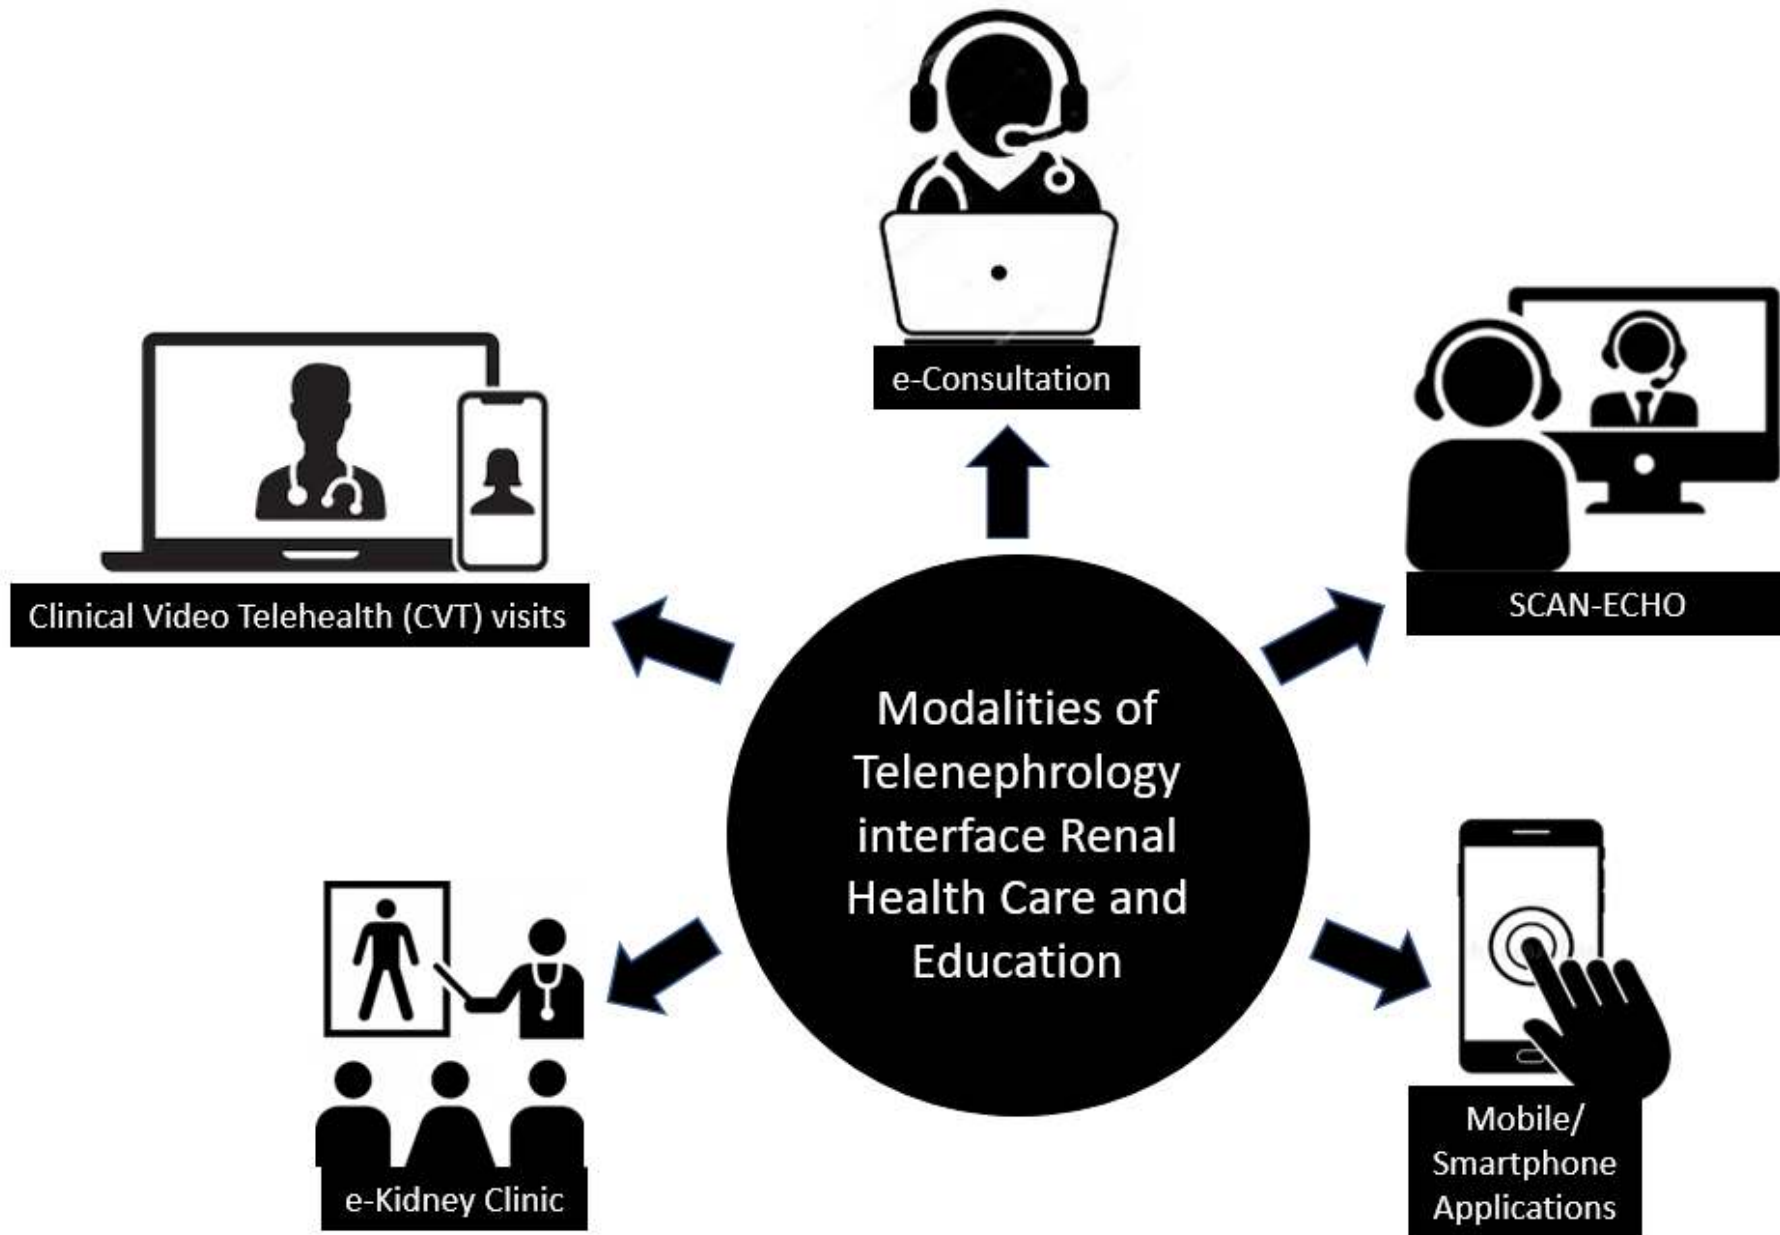 e-Consultation
Clinical Video Telehealth (CVT) visits
SCAN-ECHO
Modalities of
Telenephrology
interface Renal
Health Care and
Education
e-Kidney Clinic
Mobile/
Smartphone
Applications